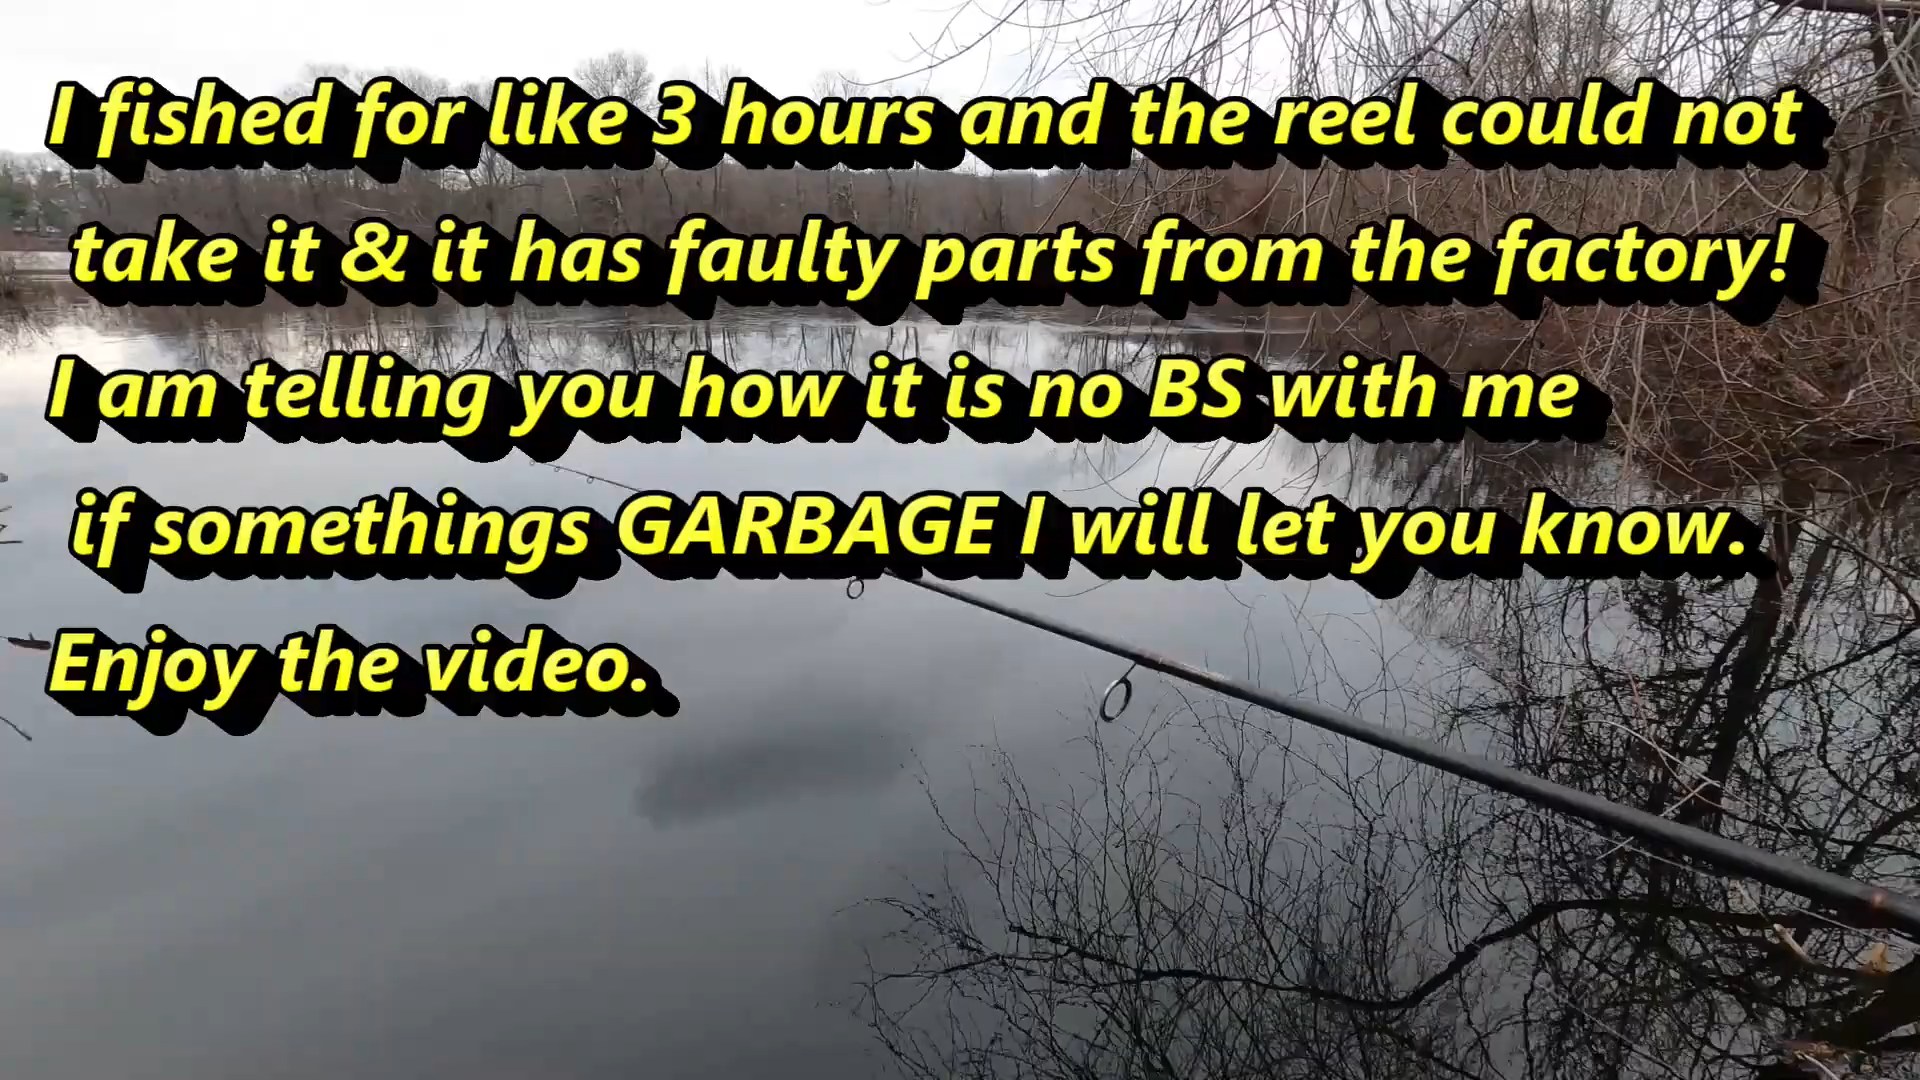 I fished for like 3 hours and the reel could not
take it & it has faulty parts from the factory!
I am telling you how it is no BS with me
if somethings GARBAGE I will let you know.
Enjoy the video.